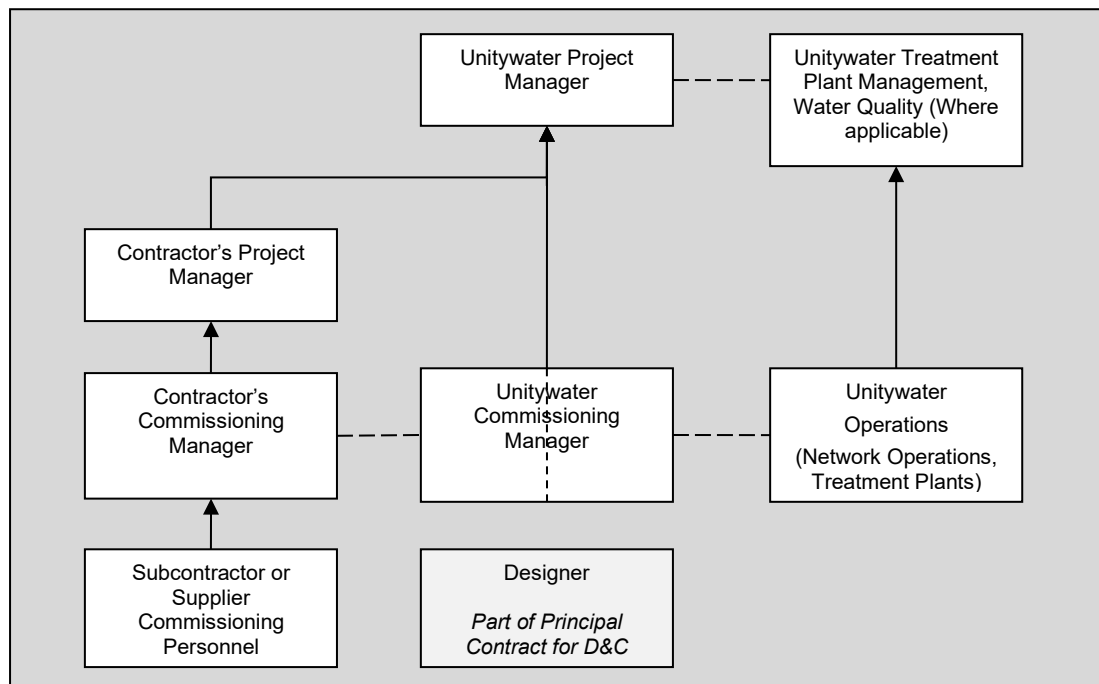 Unitywater Project
Manager
Unitywater Treatment
Plant Management,
Water Quality (Where
applicable)
Contractor’s Project
Manager
Contractor’s
Commissioning
Manager
Unitywater
Commissioning
Manager
Unitywater
Operations
(Network Operations,
Treatment Plants)
Subcontractor or
Supplier
Commissioning
Personnel
Designer
Part of Principal
Contract for D&C